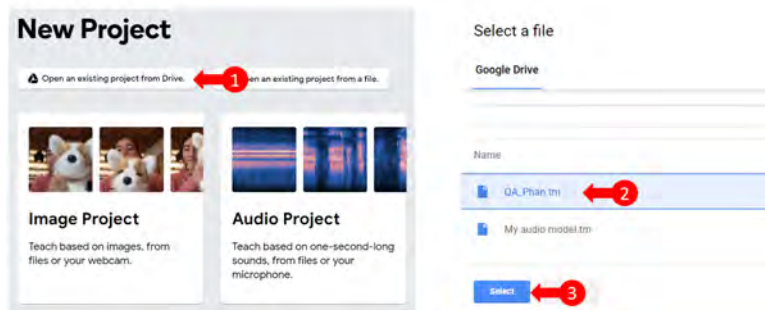 New Project
Open an existing project from Drive.
1
en an existing project from a file.
Image Project
Teach based on images, from
files or your webcam.
Audio Project
Teach based on one-second-long
sounds, from files or your
microphone.
Select a file
Google Drive
Name
QA_Phan.tm
2
My audio model.tm
Select
3